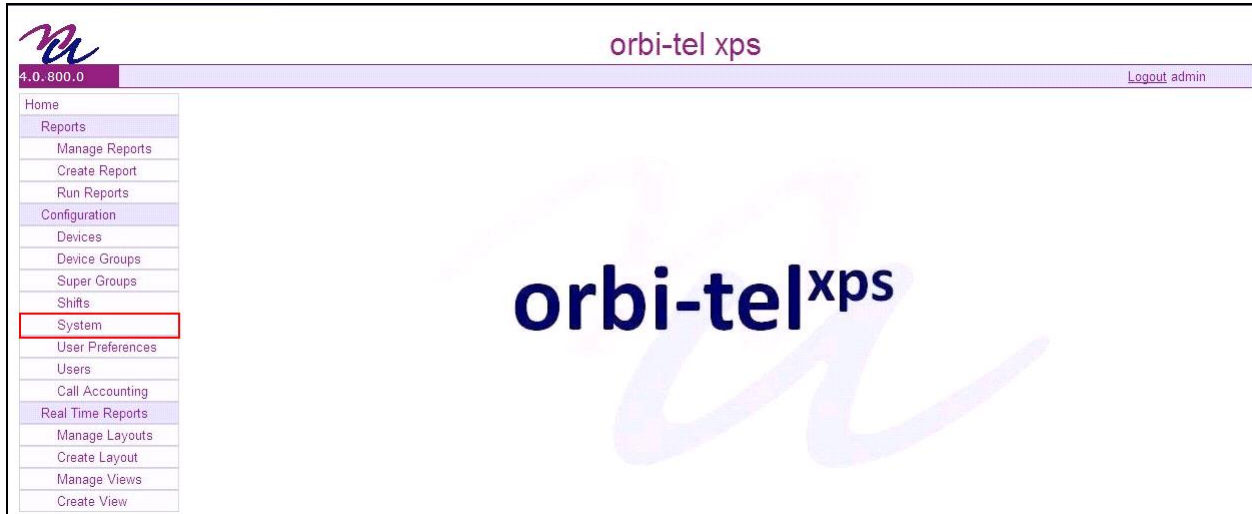 orbi-tel xps
4.0.800.0
Logout admin
Home
Reports
Manage Reports
Create Report
Run Reports
Configuration
Devices
Device Groups
Super Groups
Shifts
System
User Preferences
Users
Call Accounting
Real Time Reports
Manage Layouts
Create Layout
Manage Views
Create View
orbi-tel xps